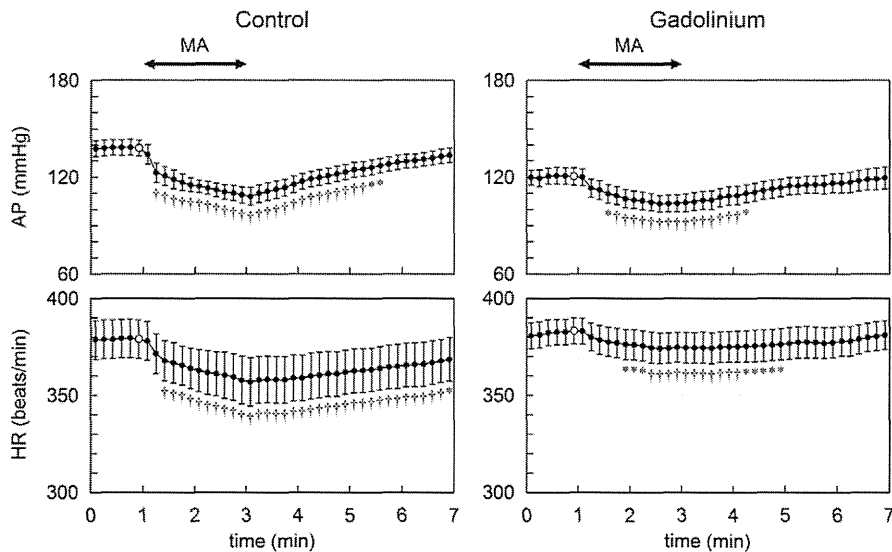 Control
Gadolinium
MA
MA
180
120
60
AP (mmHg)
††††††††††††††††**
180
120
60
*†††††††††††*
400
350
300
HR (beats/min)
0 1 2 3 4 5 6 7
time (min)
400
350
300
***†††††††††*****
0 1 2 3 4 5 6 7
time (min)